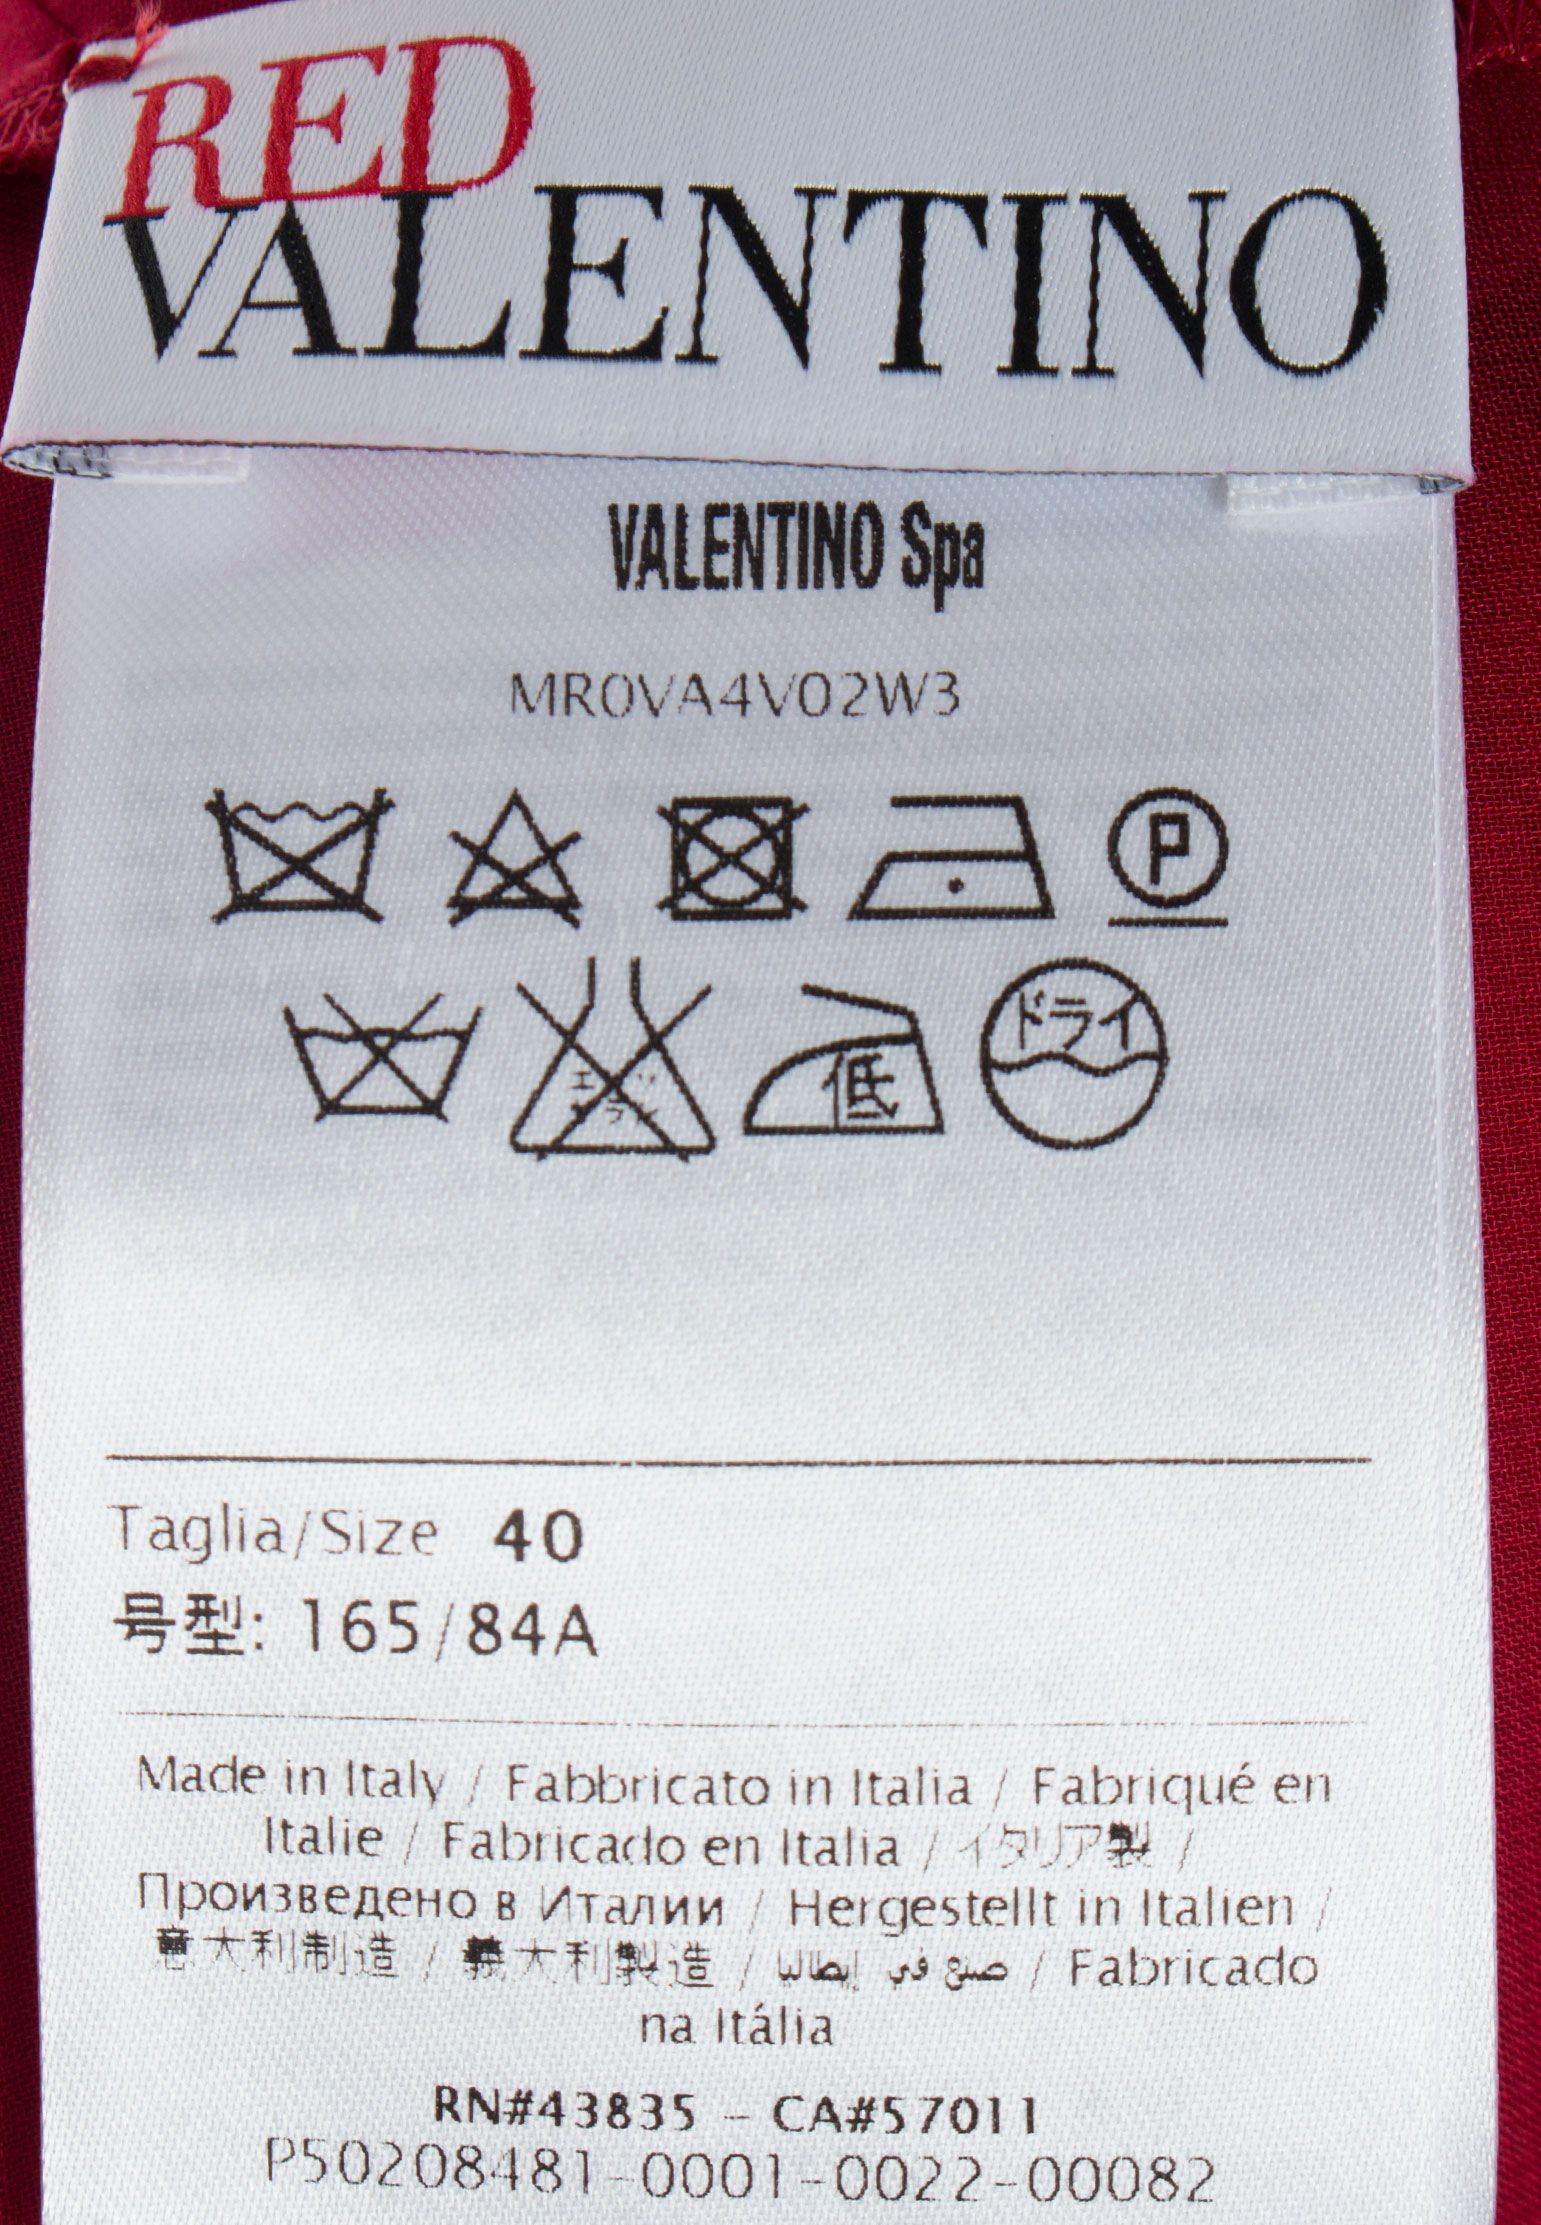 RED
VALENTINO
VALENTINO Spa
MR0VA4V02W3
P
エンソ
ドライ
低
Taglia/Size 40
号型: 165/84A
Made in Italy / Fabbricato in Italia / Fabriqué en
Italie / Fabricado en Italia / イタリア製 /
Произведено в Италии / Hergestellt in Italien /
意大利制造 / 義大利製造 / صنع في إيطاليا / Fabricado
na Itália
RN#43835 – CA#57011
P50208481-0001-0022-00082